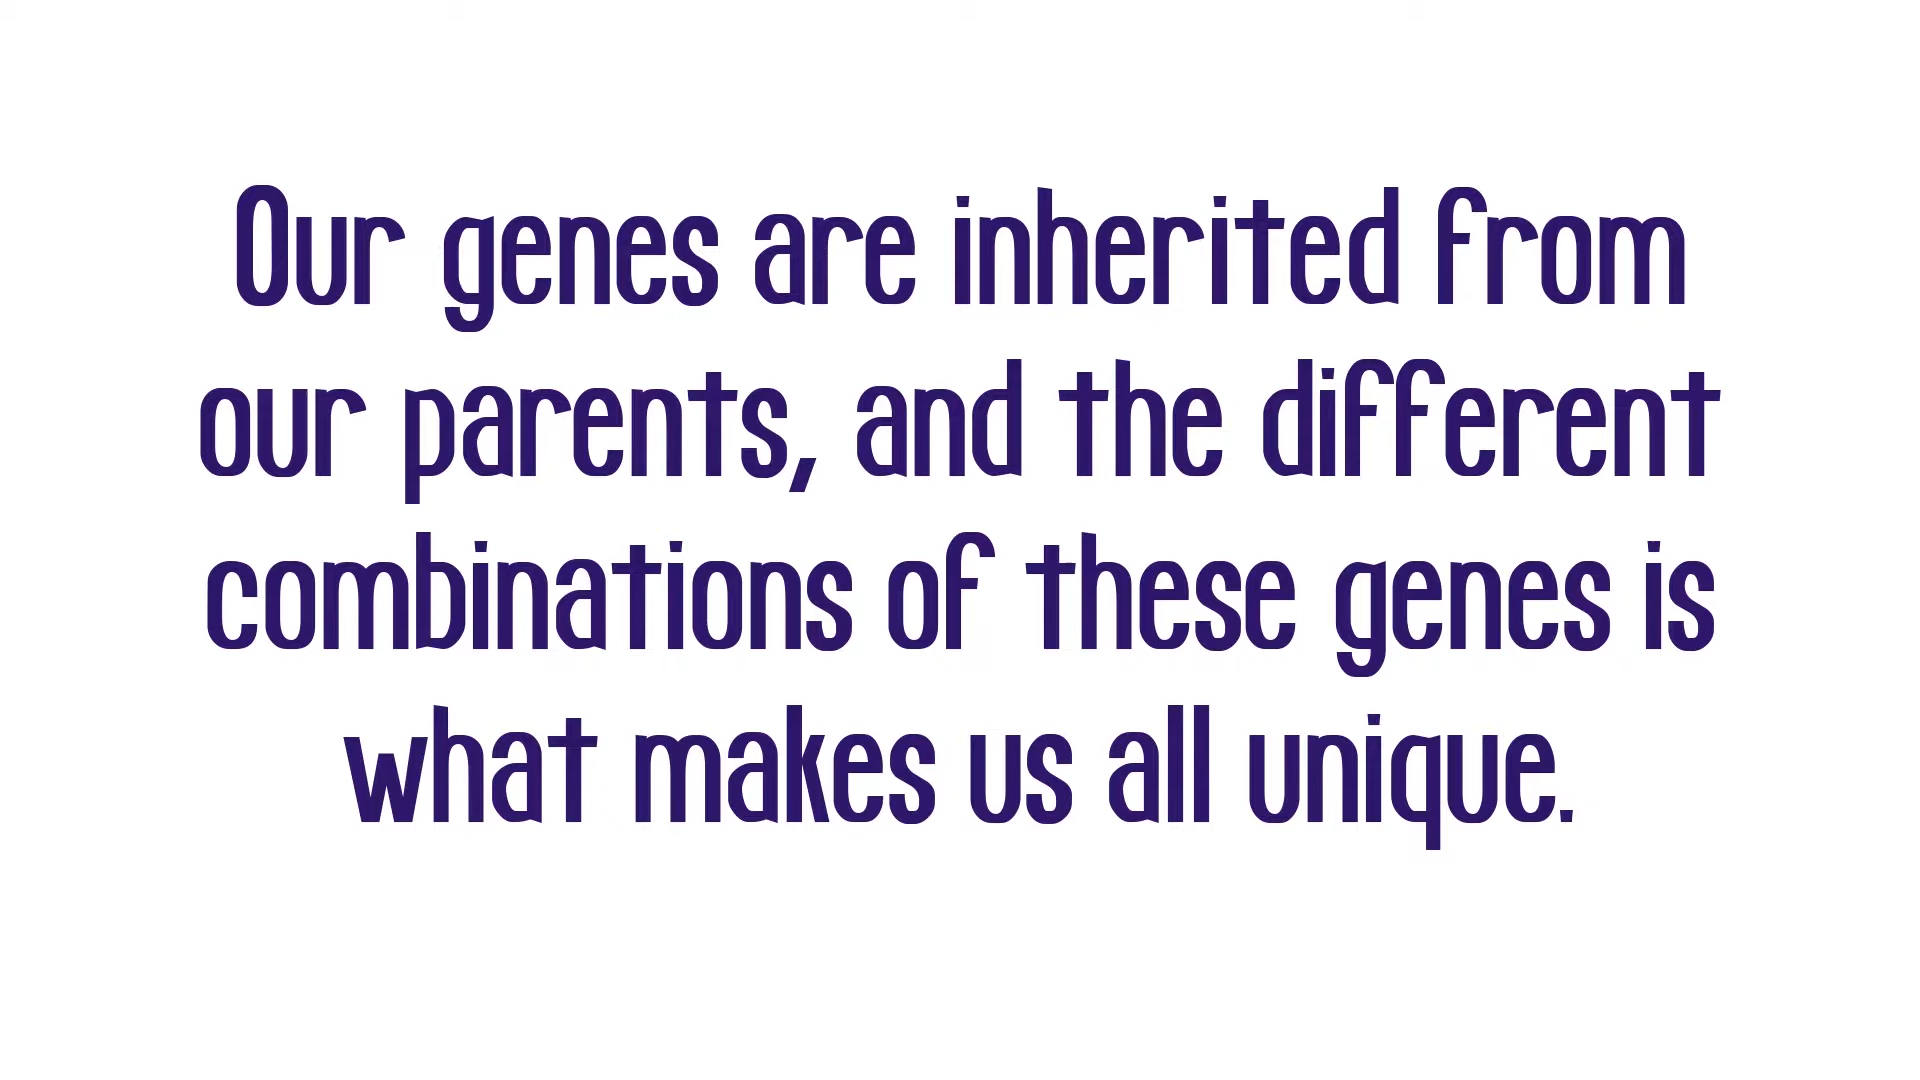 Our genes are inherited from
our parents, and the different
combinations of these genes is
what makes us all unique.